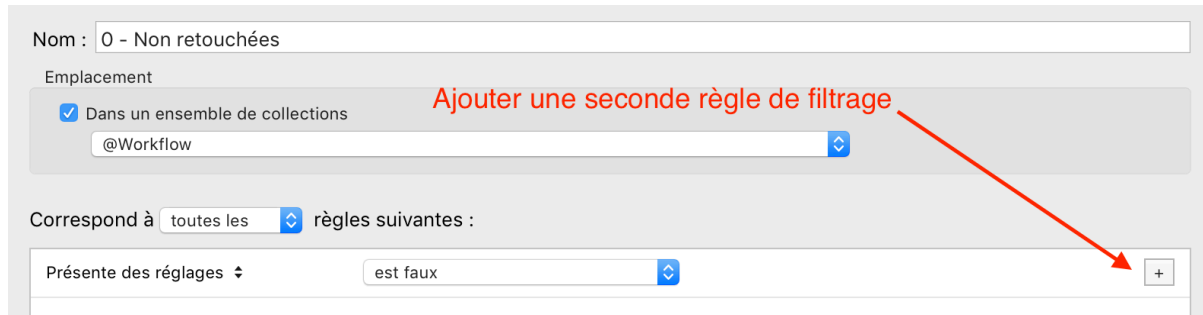 Nom : 0 - Non retouchées
Emplacement
Dans un ensemble de collections
Ajouter une seconde règle de filtrage
@Workflow
Correspond à toutes les règles suivantes :
Présente des réglages est faux +